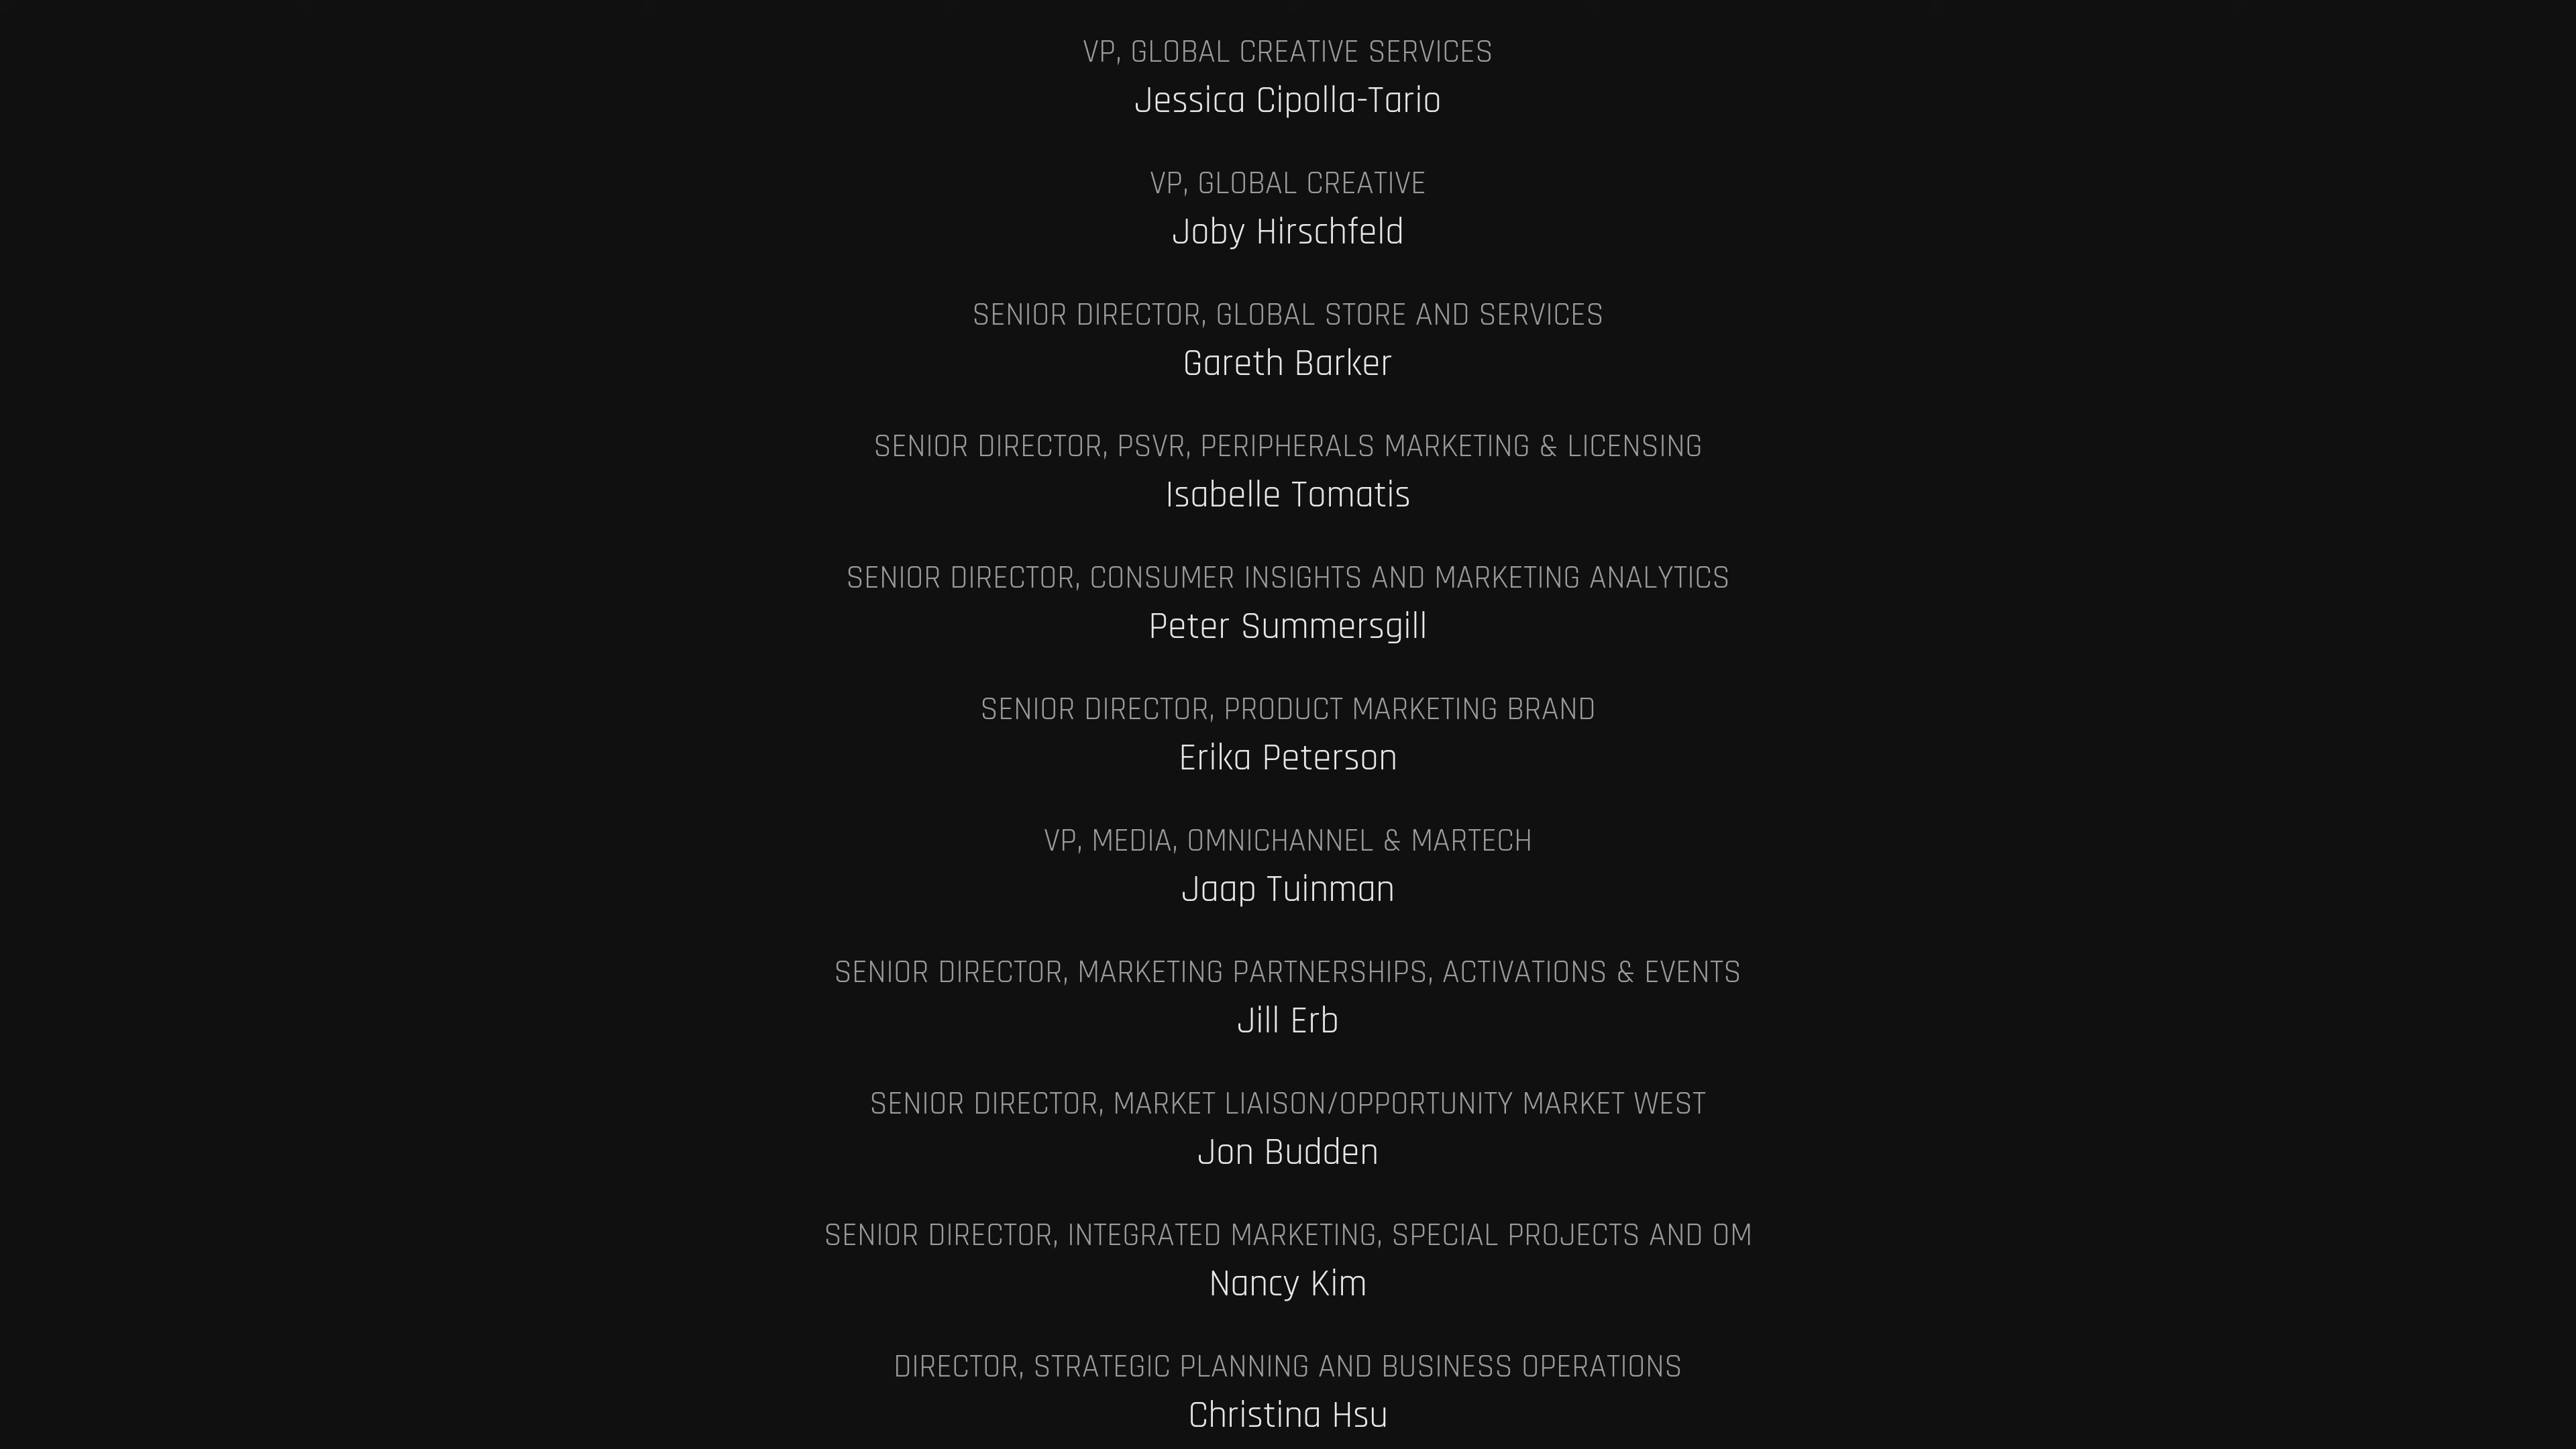 VP, GLOBAL CREATIVE SERVICES
Jessica Cipolla-Tario
VP, GLOBAL CREATIVE
Joby Hirschfeld
SENIOR DIRECTOR, GLOBAL STORE AND SERVICES
Gareth Barker
SENIOR DIRECTOR, PSVR, PERIPHERALS MARKETING & LICENSING
Isabelle Tomatis
SENIOR DIRECTOR, CONSUMER INSIGHTS AND MARKETING ANALYTICS
Peter Summersgill
SENIOR DIRECTOR, PRODUCT MARKETING BRAND
Erika Peterson
VP, MEDIA, OMNICHANNEL & MARTECH
Jaap Tuinman
SENIOR DIRECTOR, MARKETING PARTNERSHIPS, ACTIVATIONS & EVENTS
Jill Erb
SENIOR DIRECTOR, MARKET LIAISON/OPPORTUNITY MARKET WEST
Jon Budden
SENIOR DIRECTOR, INTEGRATED MARKETING, SPECIAL PROJECTS AND OM
Nancy Kim
DIRECTOR, STRATEGIC PLANNING AND BUSINESS OPERATIONS
Christina Hsu